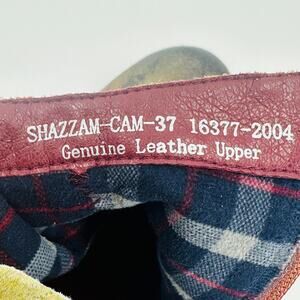 SHAZZAM-CAM-37 16377-2004
Genuine Leather Upper